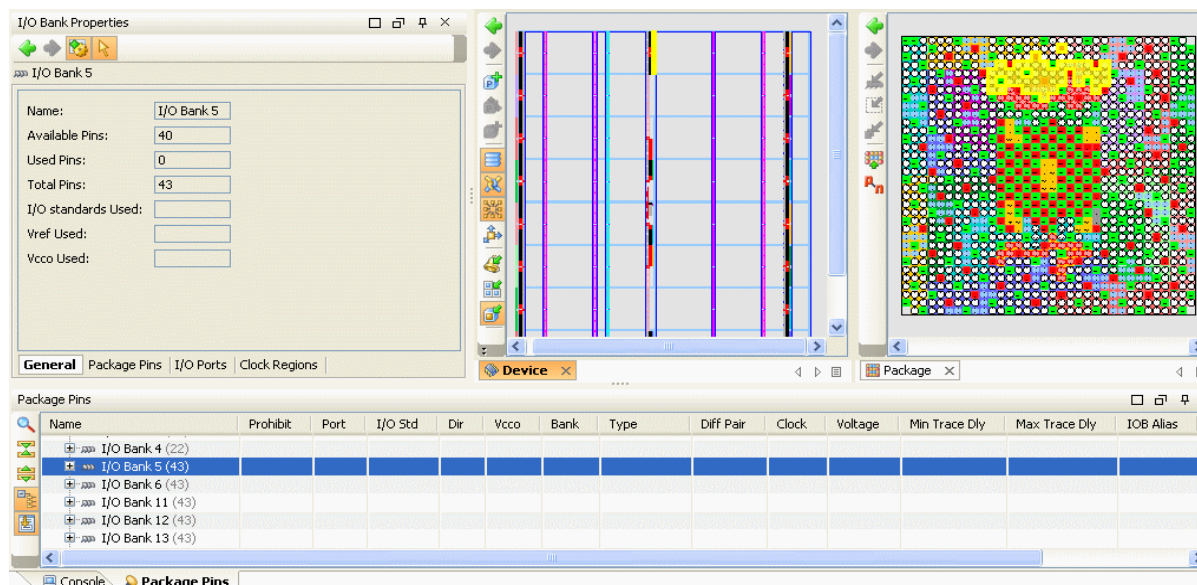 I/O Bank Properties
I/O Bank 5
Name: I/O Bank 5
Available Pins: 40
Used Pins: 0
Total Pins: 43
I/O standards Used:
Vref Used:
Vcco Used:
General Package Pins I/O Ports Clock Regions
Device
Package
Package Pins
Name Prohibit Port I/O Std Dir Vcco Bank Type Diff Pair Clock Voltage Min Trace Dly Max Trace Dly IOB Alias
I/O Bank 4 (22)
I/O Bank 5 (43)
I/O Bank 6 (43)
I/O Bank 11 (43)
I/O Bank 12 (43)
I/O Bank 13 (43)
Console Package Pins